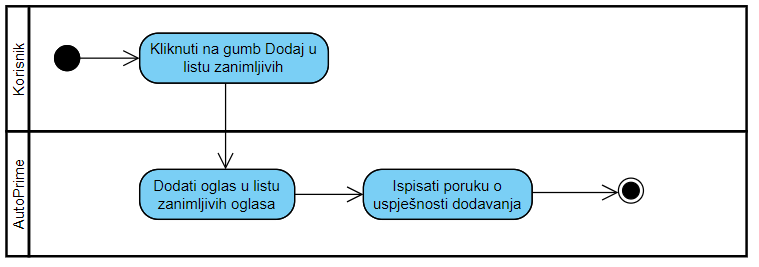 Korisnik
Kliknuti na gumb Dodaj u
listu zanimljivih
AutoPrime
Dodati oglas u listu
zanimljivih oglasa
Ispisati poruku o
uspješnosti dodavanja